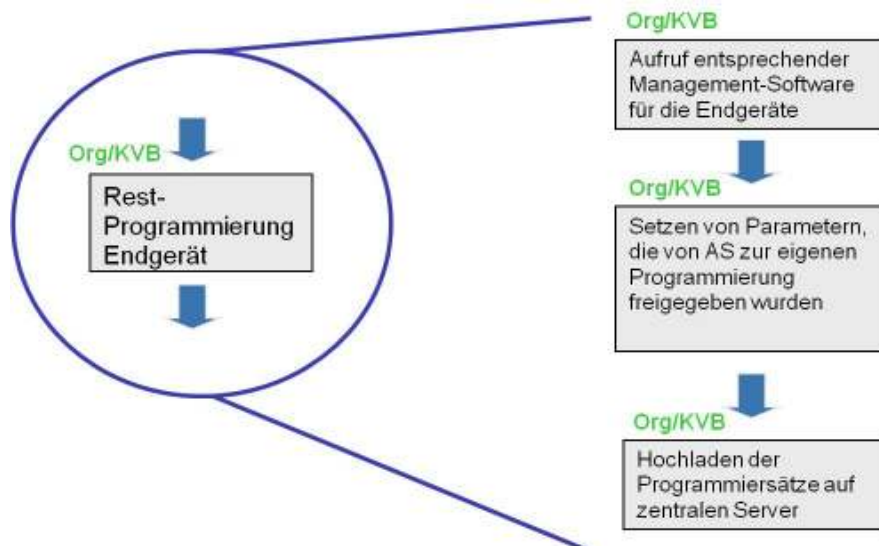 Org/KVB
Rest-
Programmierung
Endgerät
Org/KVB
Aufruf entsprechender
Management-Software
für die Endgeräte
Org/KVB
Setzen von Parametern,
die von AS zur eigenen
Programmierung
freigegeben wurden
Org/KVB
Hochladen der
Programmiersätze auf
zentralen Server